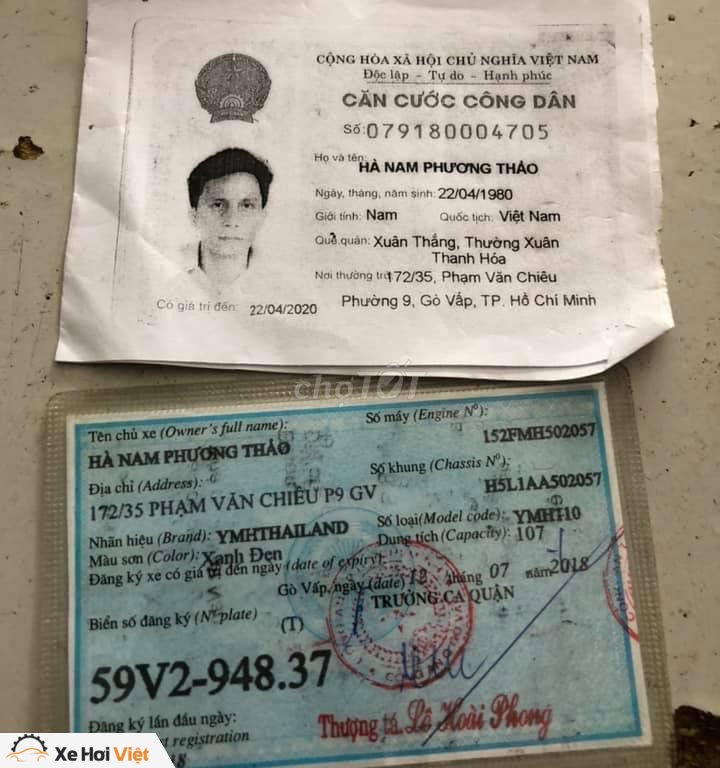 CỘNG HÒA XÃ HỘI CHỦ NGHĨA VIỆT NAM
Độc lập - Tự do - Hạnh phúc
CĂN CƯỚC CÔNG DÂN
Số: 079180004705
Họ và tên: HÀ NAM PHƯƠNG THẢO
Ngày, tháng, năm sinh: 22/04/1980
Giới tính: Nam Quốc tịch: Việt Nam
Quê quán: Xuân Thắng, Thường Xuân
Thanh Hóa
Nơi thường trú 172/35, Phạm Văn Chiêu
Phường 9, Gò Vấp, TP. Hồ Chí Minh
Có giá trị đến: 22/04/2020
chợTỐT
Tên chủ xe (Owner's full name):
HÀ NAM PHƯƠNG THẢO
Địa chỉ (Address):
172/35 PHẠM VĂN CHIÊU P9 GV
Nhãn hiệu (Brand): YMHTHAILAND
Màu sơn (Color): Xanh Đen
Số máy (Engine Nº):
152FMH502057
Số khung (Chassis Nº):
H5L1AA502057
Số loại (Model code): YMHT10
Dung tích (Capacity): 107
Đăng ký xe có giá trị đến ngày (date of expiry)
Gò Vấp, ngày (date) 12 tháng 07 năm 2018
TRƯỞNG CA QUẬN
Biển số đăng ký (Nº plate) (T)
59V2-948.37
Thượng tá. Lê Hoài Phong
Đăng ký lần đầu ngày:
registration
Xe Hơi Việt